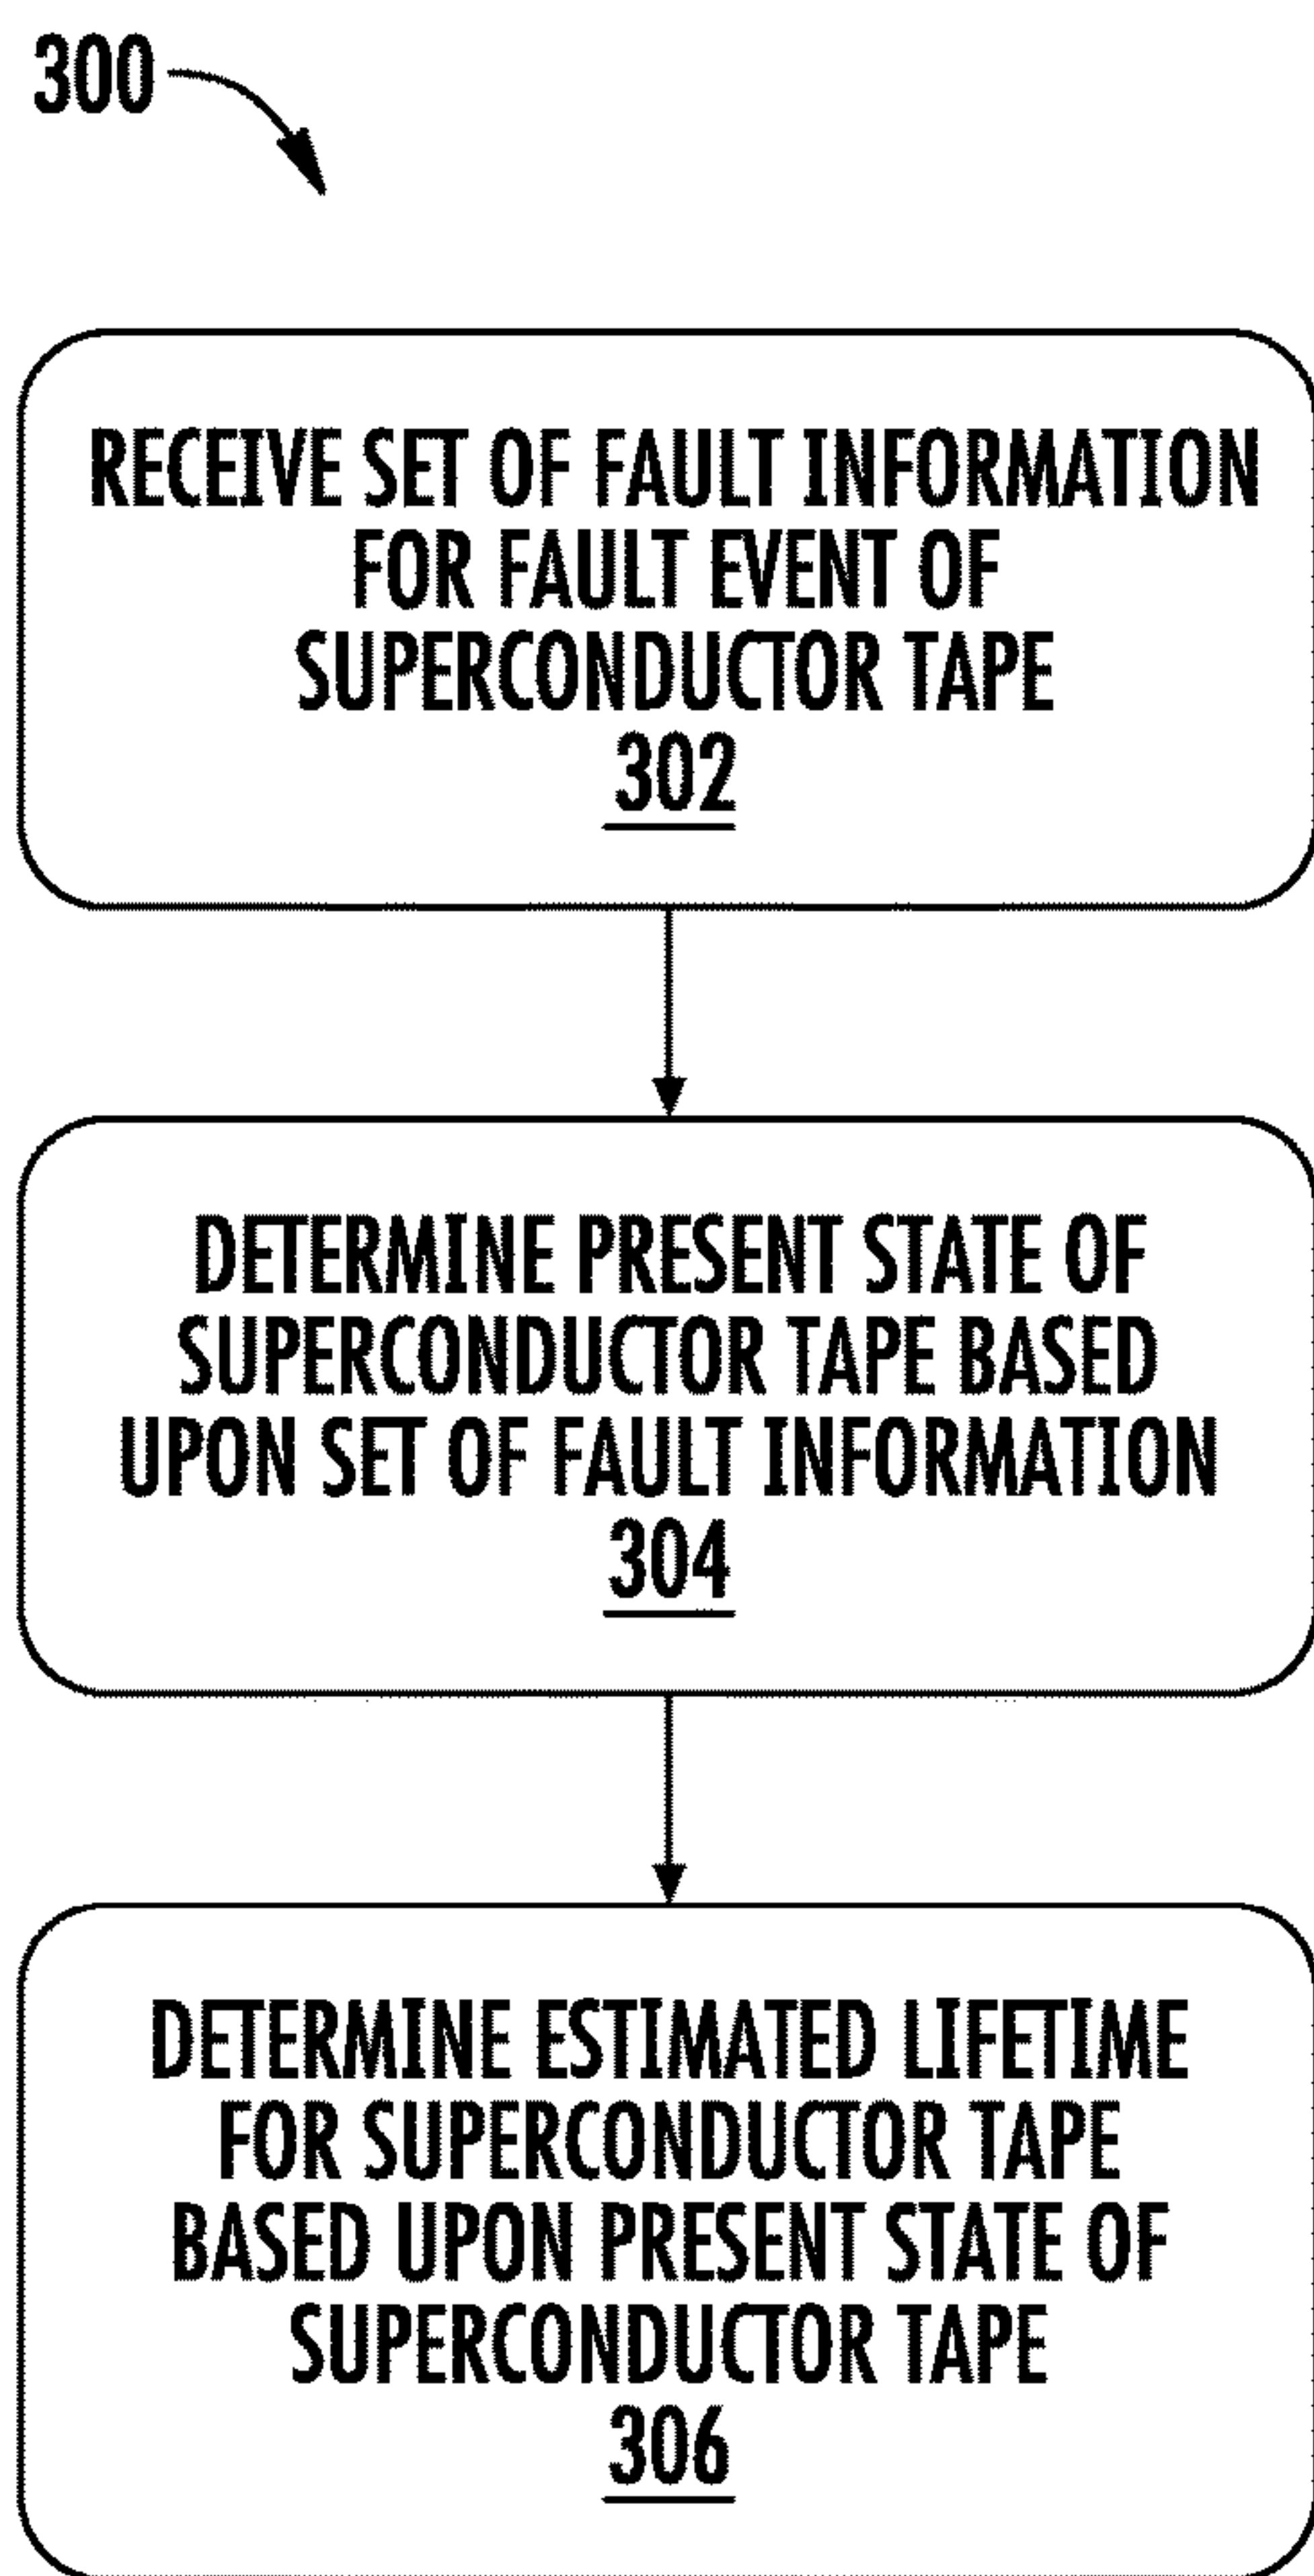 300
RECEIVE SET OF FAULT INFORMATION
FOR FAULT EVENT OF
SUPERCONDUCTOR TAPE
302
DETERMINE PRESENT STATE OF
SUPERCONDUCTOR TAPE BASED
UPON SET OF FAULT INFORMATION
304
DETERMINE ESTIMATED LIFETIME
FOR SUPERCONDUCTOR TAPE
BASED UPON PRESENT STATE OF
SUPERCONDUCTOR TAPE
306